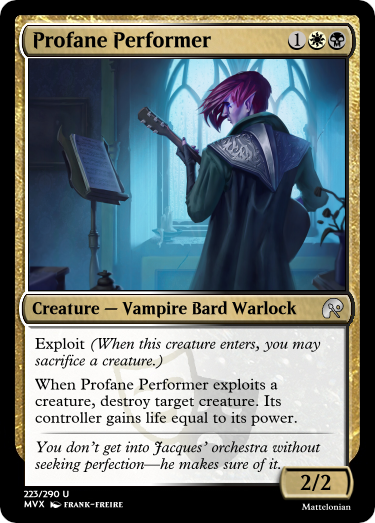 Profane Performer 1
Creature — Vampire Bard Warlock
Exploit (When this creature enters, you may
sacrifice a creature.)
When Profane Performer exploits a
creature, destroy target creature. Its
controller gains life equal to its power.
You don't get into Jacques' orchestra without
seeking perfection—he makes sure of it.
2/2
223/290 U
MVX FRANK-FREIRE
Mattelonian